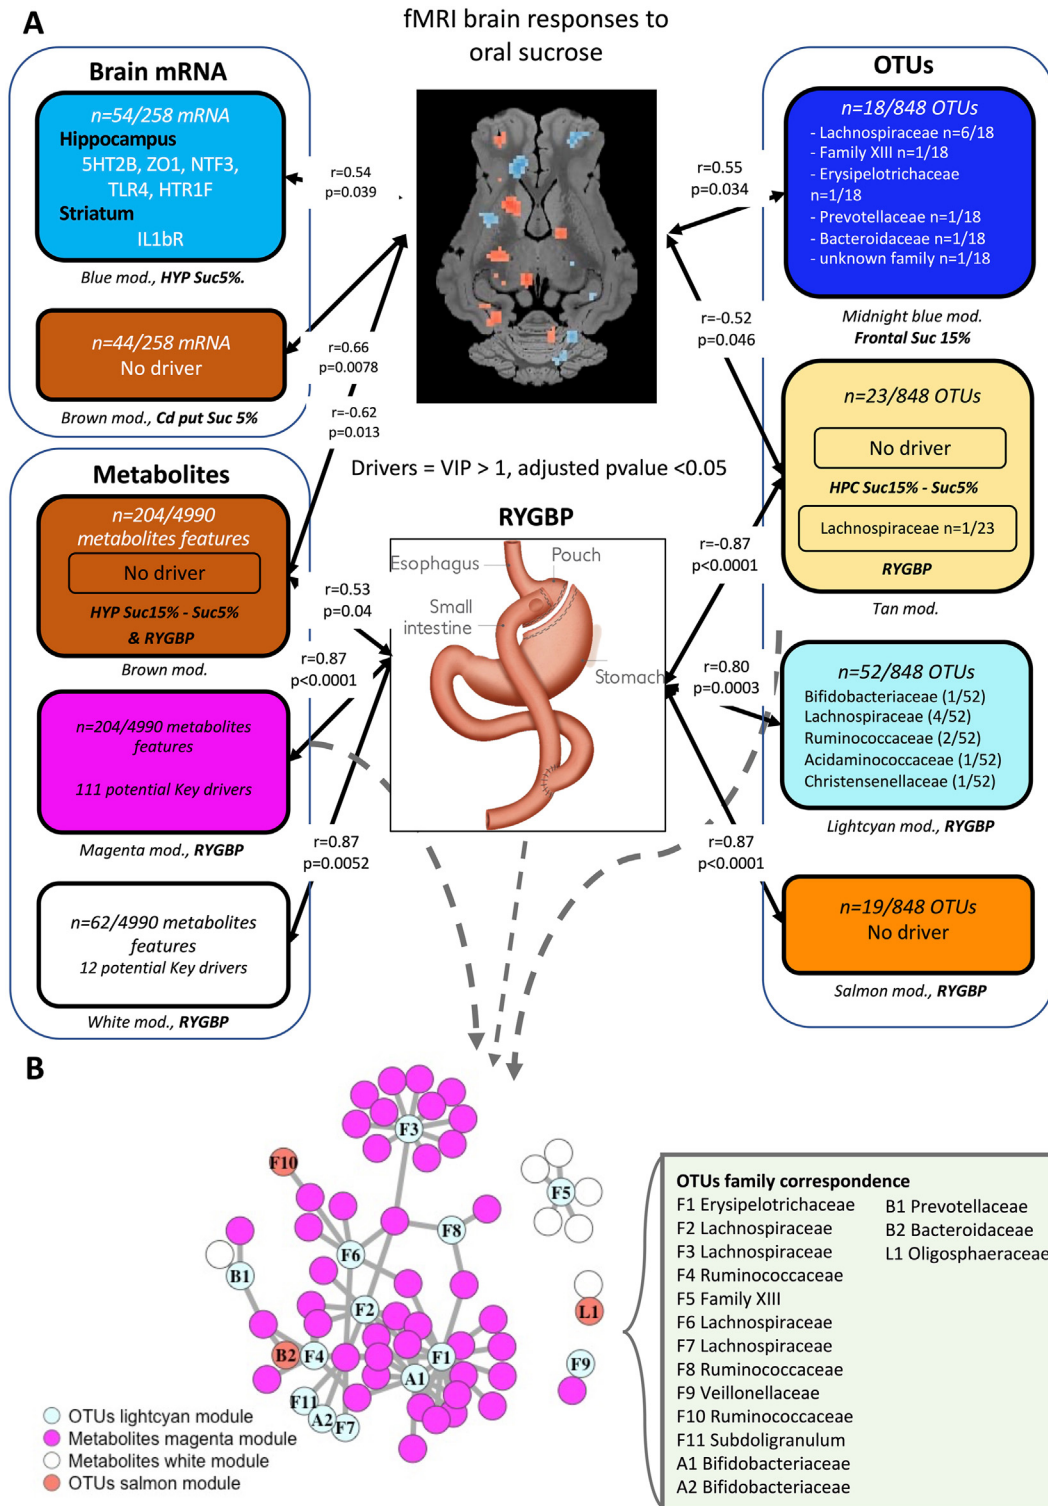 A
fMRI brain responses to
oral sucrose
Brain mRNA
n=54/258 mRNA
Hippocampus
5HT2B, ZO1, NTF3,
TLR4, HTR1F
Striatum
IL1bR
Blue mod., HYP Suc5%.
n=44/258 mRNA
No driver
Brown mod., Cd put Suc 5%
r=0.54
p=0.039
r=0.66
p=0.0078
r=-0.62
p=0.013
r=0.55
p=0.034
r=-0.52
p=0.046
OTUs
n=18/848 OTUs
- Lachnospiraceae n=6/18
- Family XIII n=1/18
- Erysipelotrichaceae
n=1/18
- Prevotellaceae n=1/18
- Bacteroidaceae n=1/18
- unknown family n=1/18
Midnight blue mod.
Frontal Suc 15%
n=23/848 OTUs
No driver
HPC Suc15% - Suc5%
Lachnospiraceae n=1/23
RYGBP
Tan mod.
n=52/848 OTUs
Bifidobacteriaceae (1/52)
Lachnospiraceae (4/52)
Ruminococcaceae (2/52)
Acidaminococcaceae (1/52)
Christensenellaceae (1/52)
Lightcyan mod., RYGBP
n=19/848 OTUs
No driver
Salmon mod., RYGBP
Metabolites
n=204/4990
metabolites features
No driver
HYP Suc15% - Suc5%
& RYGBP
Brown mod.
n=204/4990 metabolites
features
111 potential Key drivers
Magenta mod., RYGBP
n=62/4990 metabolites
features
12 potential Key drivers
White mod., RYGBP
Drivers = VIP > 1, adjusted pvalue <0.05
RYGBP
Esophagus
Pouch
Small
intestine
Stomach
r=0.53
p=0.04
r=0.87
p<0.0001
r=0.87
p=0.0052
r=-0.87
p<0.0001
r=0.80
p=0.0003
r=0.87
p<0.0001
B
F3
F10
F5
F8
F6
B1
F2
L1
B2
F4
F1
F9
A1
F11
A2
F7
OTUs lightcyan module
Metabolites magenta module
Metabolites white module
OTUs salmon module
OTUs family correspondence
F1 Erysipelotrichaceae
F2 Lachnospiraceae
F3 Lachnospiraceae
F4 Ruminococcaceae
F5 Family XIII
F6 Lachnospiraceae
F7 Lachnospiraceae
F8 Ruminococcaceae
F9 Veillonellaceae
F10 Ruminococcaceae
F11 Subdoligranulum
A1 Bifidobacteriaceae
A2 Bifidobacteriaceae
B1 Prevotellaceae
B2 Bacteroidaceae
L1 Oligosphaeraceae